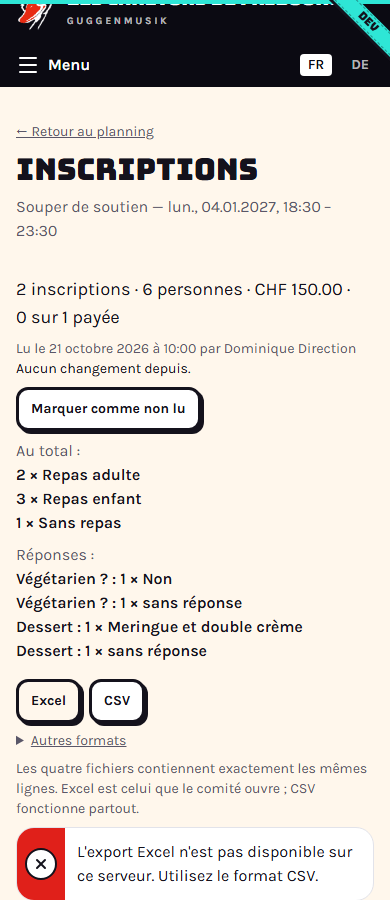 DEV
GUGGENMUSIK
Menu
FR
DE
← Retour au planning
INSCRIPTIONS
Souper de soutien — lun., 04.01.2027, 18:30 –
23:30
2 inscriptions · 6 personnes · CHF 150.00 ·
0 sur 1 payée
Lu le 21 octobre 2026 à 10:00 par Dominique Direction
Aucun changement depuis.
Marquer comme non lu
Au total :
2 × Repas adulte
3 × Repas enfant
1 × Sans repas
Réponses :
Végétarien ? : 1 × Non
Végétarien ? : 1 × sans réponse
Dessert : 1 × Meringue et double crème
Dessert : 1 × sans réponse
Excel
CSV
Autres formats
Les quatre fichiers contiennent exactement les mêmes
lignes. Excel est celui que le comité ouvre ; CSV
fonctionne partout.
L'export Excel n'est pas disponible sur
ce serveur. Utilisez le format CSV.